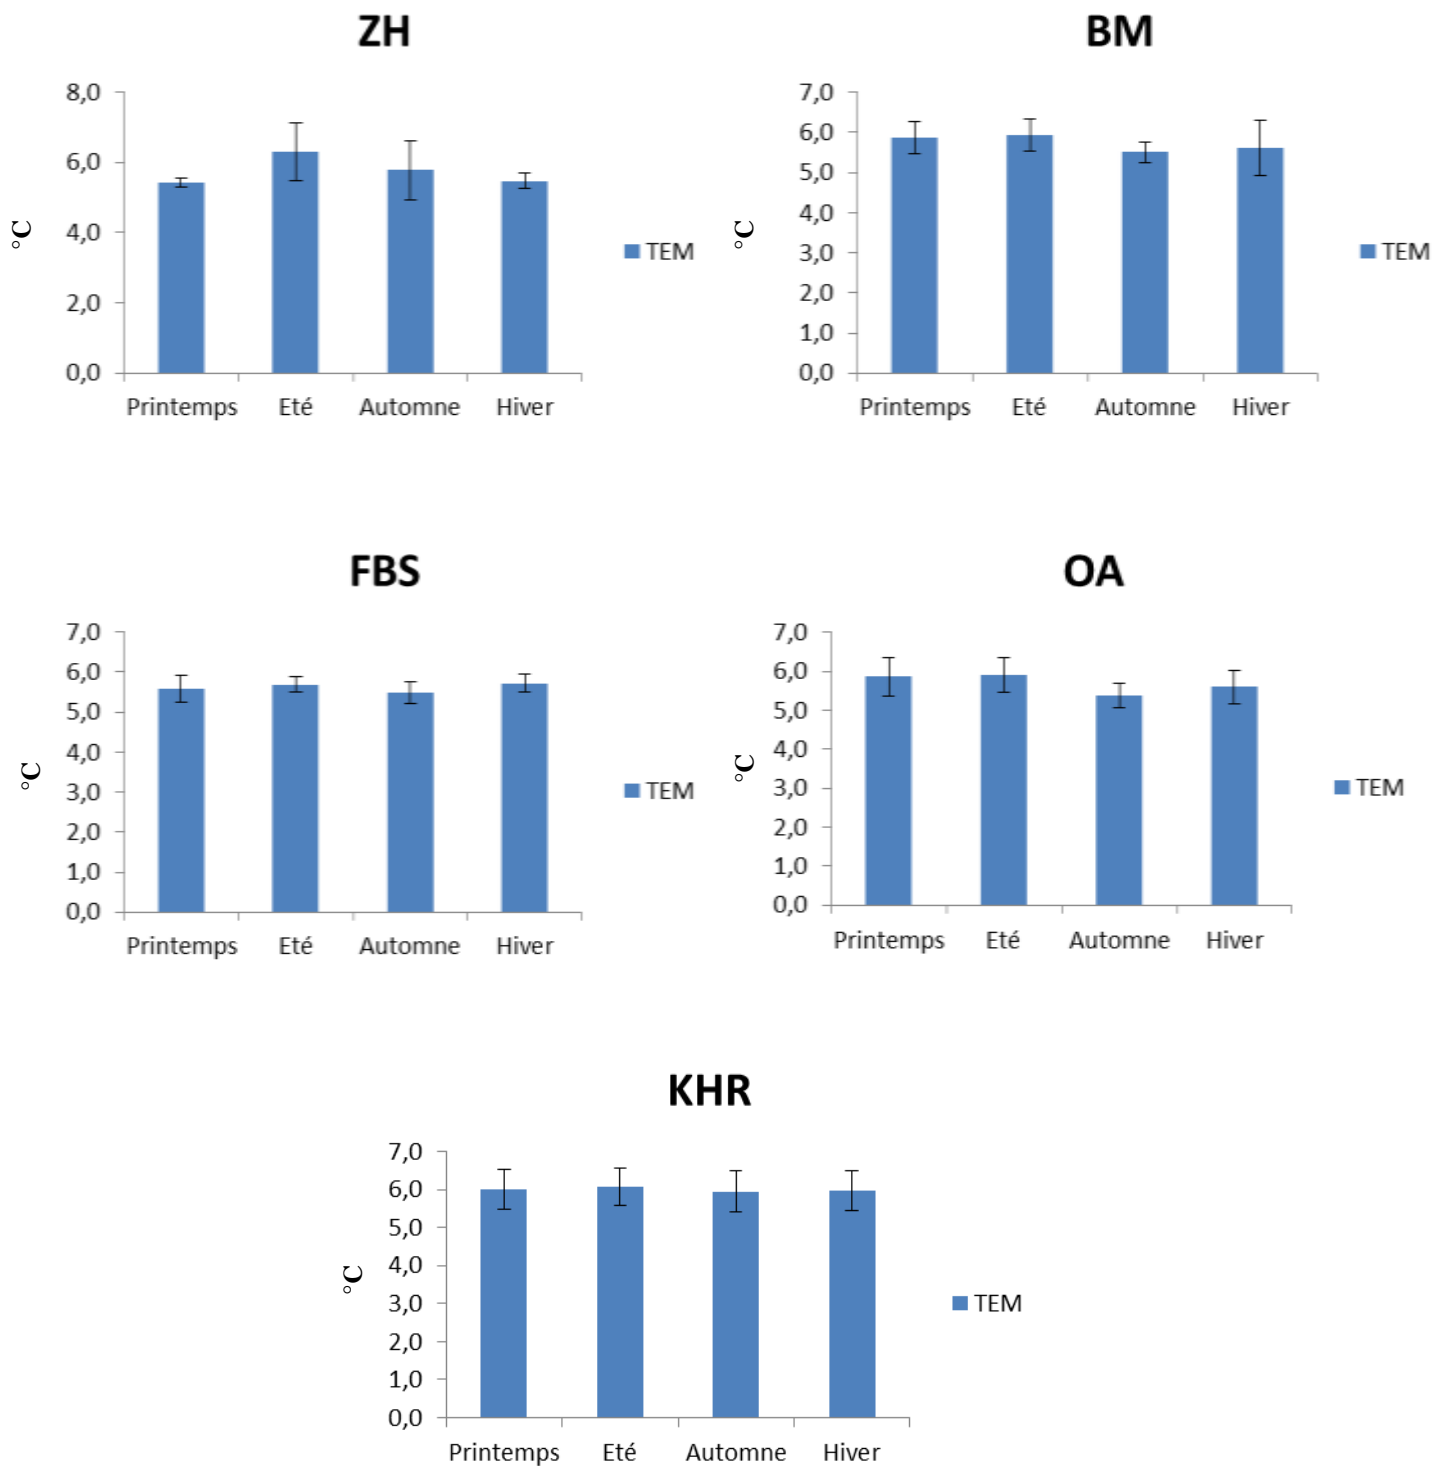 ZH
8,0
6,0
4,0
2,0
0,0
°C
Printemps Eté Automne Hiver
TEM
BM
7,0
6,0
5,0
4,0
3,0
2,0
1,0
0,0
°C
Printemps Eté Automne Hiver
TEM
FBS
7,0
6,0
5,0
4,0
3,0
2,0
1,0
0,0
°C
Printemps Eté Automne Hiver
TEM
OA
7,0
6,0
5,0
4,0
3,0
2,0
1,0
0,0
°C
Printemps Eté Automne Hiver
TEM
KHR
7,0
6,0
5,0
4,0
3,0
2,0
1,0
0,0
°C
Printemps Eté Automne Hiver
TEM